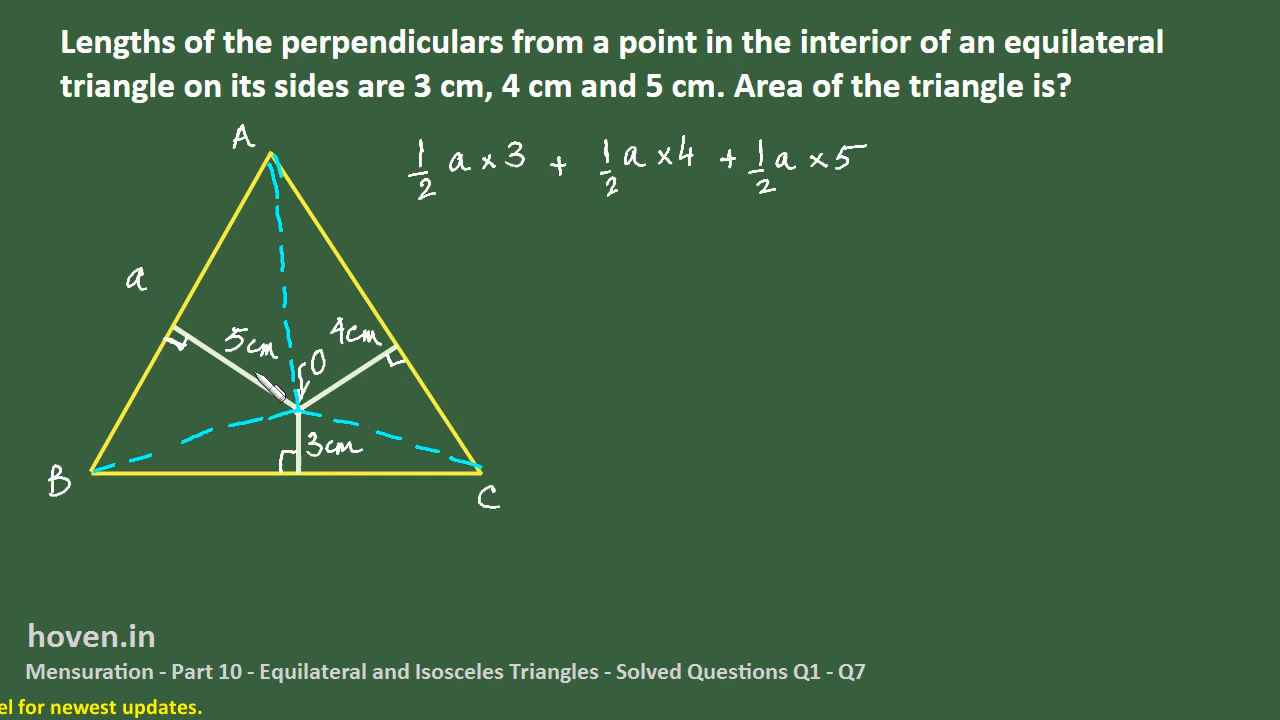 Lengths of the perpendiculars from a point in the interior of an equilateral
triangle on its sides are 3 cm, 4 cm and 5 cm. Area of the triangle is?
A
1/2 a × 3 + 1/2 a × 4 + 1/2 a × 5
a
5cm
4cm
O
3cm
B
C
hoven.in
Mensuration - Part 10 - Equilateral and Isosceles Triangles - Solved Questions Q1 - Q7
el for newest updates.